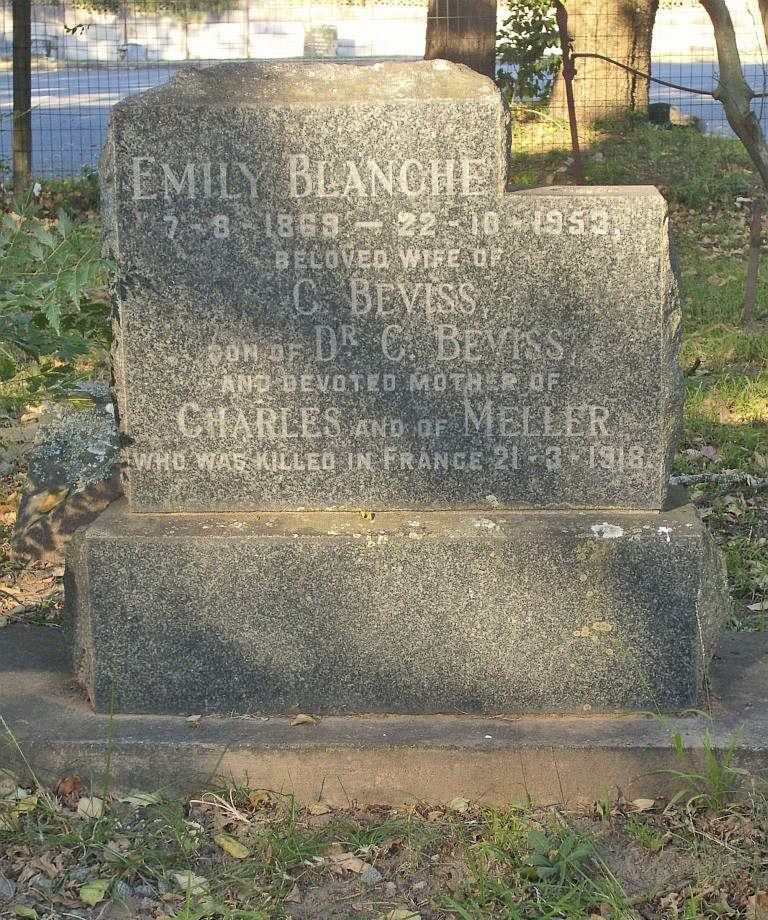 EMILY BLANCHE
7-8-1869 — 22-10-1953,
BELOVED WIFE OF
C. BEVISS,
SON OF DR C. BEVISS,
AND DEVOTED MOTHER OF
CHARLES AND OF MELLER
WHO WAS KILLED IN FRANCE 21-3-1918.